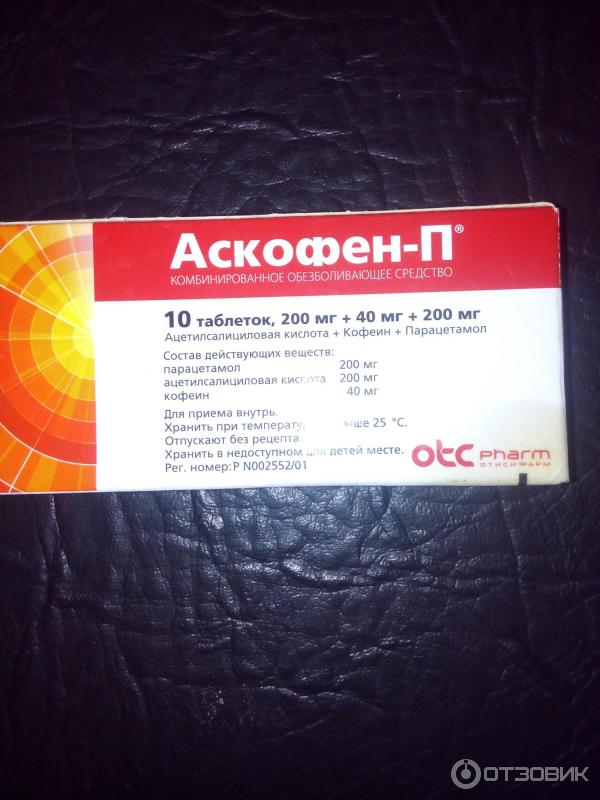 Аскофен-П®
КОМБИНИРОВАННОЕ ОБЕЗБОЛИВАЮЩЕЕ СРЕДСТВО
10 таблеток, 200 мг + 40 мг + 200 мг
Ацетилсалициловая кислота + Кофеин + Парацетамол
Состав действующих веществ:
парацетамол 200 мг
ацетилсалициловая кислота 200 мг
кофеин 40 мг
Для приема внутрь.
Хранить при 25 °C.
Отпускают без рецепта.
Хранить в недоступном для детей месте.
Рег. номер: Р N002552/01
otc pharm
ОТИСИФАРМ
ОТЗОВИК